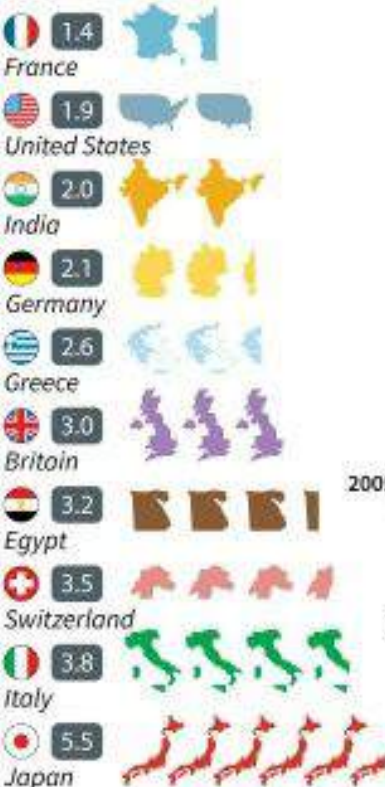 1.4
France
1.9
United States
2.0
India
2.1
Germany
2.6
Greece
3.0
Britain
200
3.2
Egypt
3.5
Switzerland
3.8
Italy
5.5
Japan